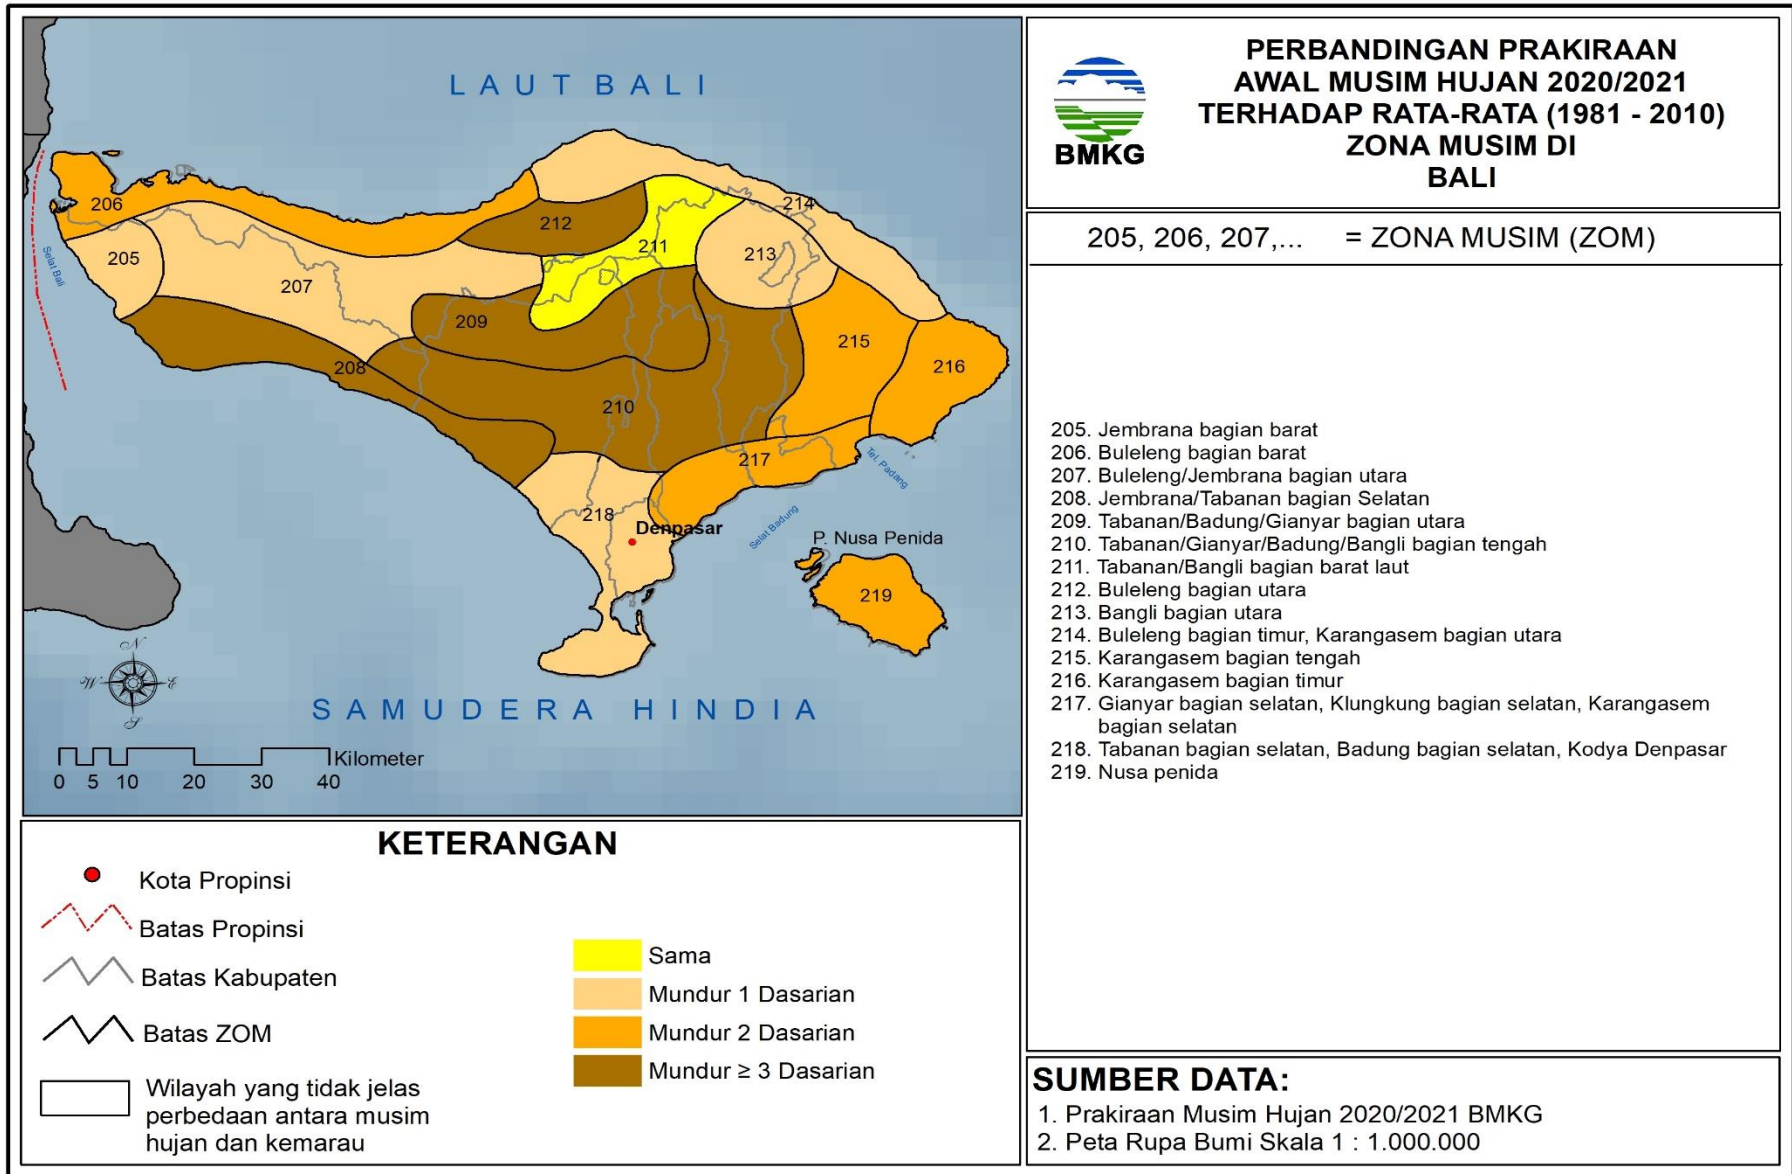 LAUT BALI
206
205
207
208
209
210
211
212
213
214
215
216
217
218
219
Selat Bali
Tel. Padang
Selat Badung
Denpasar
P. Nusa Penida
SAMUDERA HINDIA
N
W
E
S
Kilometer
0 5 10 20 30 40
BMKG
PERBANDINGAN PRAKIRAAN
AWAL MUSIM HUJAN 2020/2021
TERHADAP RATA-RATA (1981 - 2010)
ZONA MUSIM DI
BALI
205, 206, 207,... = ZONA MUSIM (ZOM)
205. Jembrana bagian barat
206. Buleleng bagian barat
207. Buleleng/Jembrana bagian utara
208. Jembrana/Tabanan bagian Selatan
209. Tabanan/Badung/Gianyar bagian utara
210. Tabanan/Gianyar/Badung/Bangli bagian tengah
211. Tabanan/Bangli bagian barat laut
212. Buleleng bagian utara
213. Bangli bagian utara
214. Buleleng bagian timur, Karangasem bagian utara
215. Karangasem bagian tengah
216. Karangasem bagian timur
217. Gianyar bagian selatan, Klungkung bagian selatan, Karangasem
bagian selatan
218. Tabanan bagian selatan, Badung bagian selatan, Kodya Denpasar
219. Nusa penida
KETERANGAN
Kota Propinsi
Batas Propinsi
Batas Kabupaten
Batas ZOM
Wilayah yang tidak jelas
perbedaan antara musim
hujan dan kemarau
Sama
Mundur 1 Dasarian
Mundur 2 Dasarian
Mundur ≥ 3 Dasarian
SUMBER DATA:
1. Prakiraan Musim Hujan 2020/2021 BMKG
2. Peta Rupa Bumi Skala 1 : 1.000.000